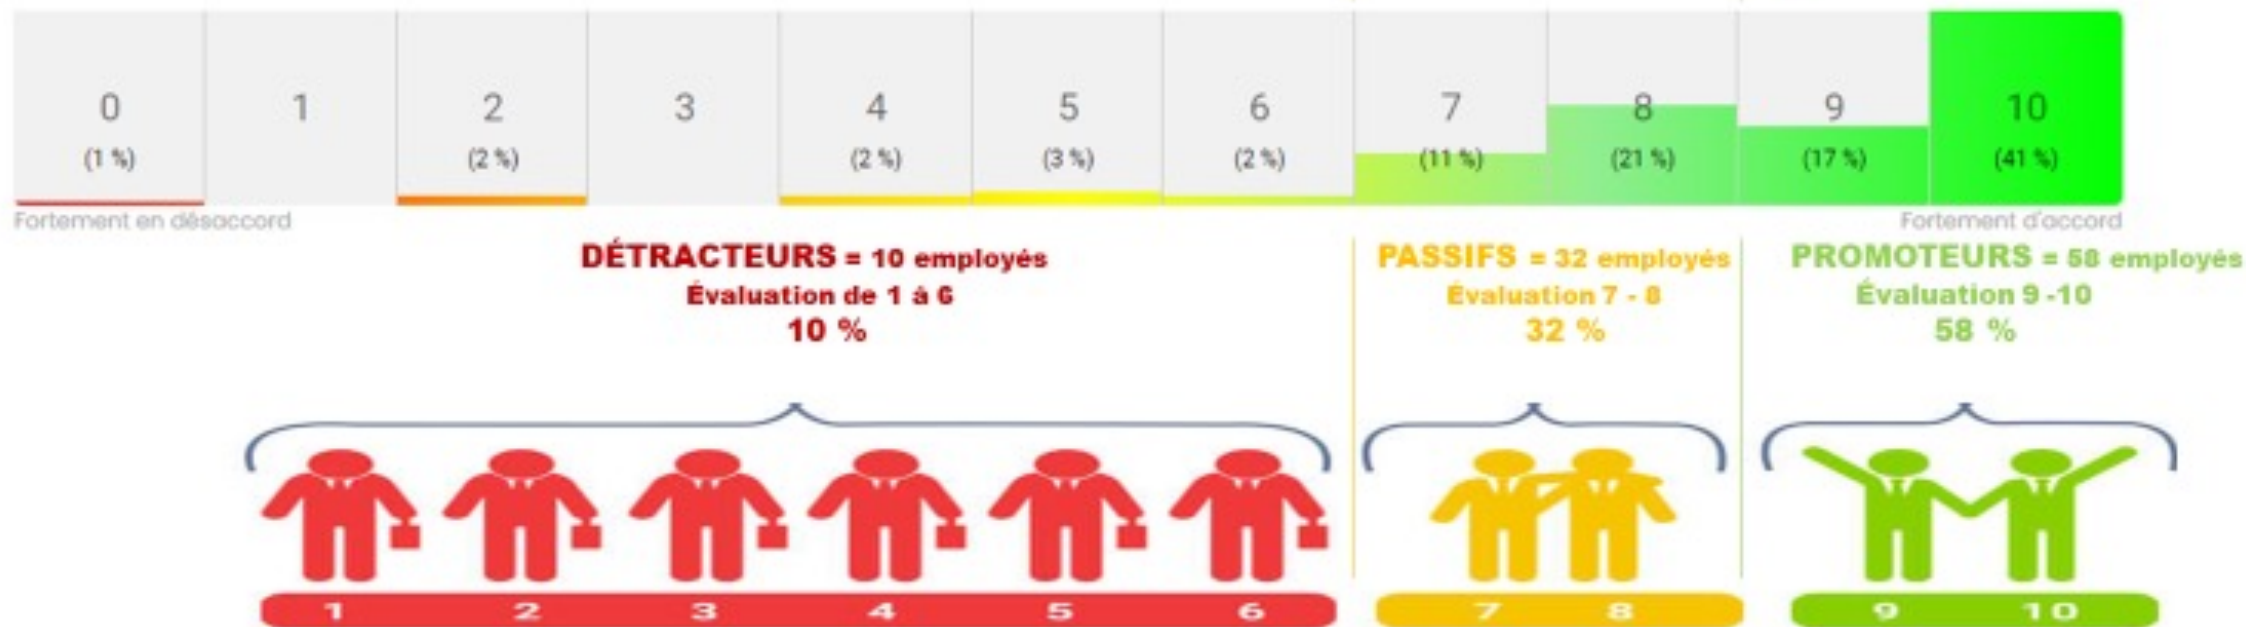 0 1 2 3 4 5 6 7 8 9 10
(1 %) (2 %) (2 %) (3 %) (2 %) (11 %) (21 %) (17 %) (41 %)
Fortement en désaccord Fortement d'accord
DÉTRACTEURS = 10 employés PASSIFS = 32 employés PROMOTEURS = 58 employés
Évaluation de 1 à 6 Évaluation 7 - 8 Évaluation 9 -10
10 % 32 % 58 %
1 2 3 4 5 6 7 8 9 10